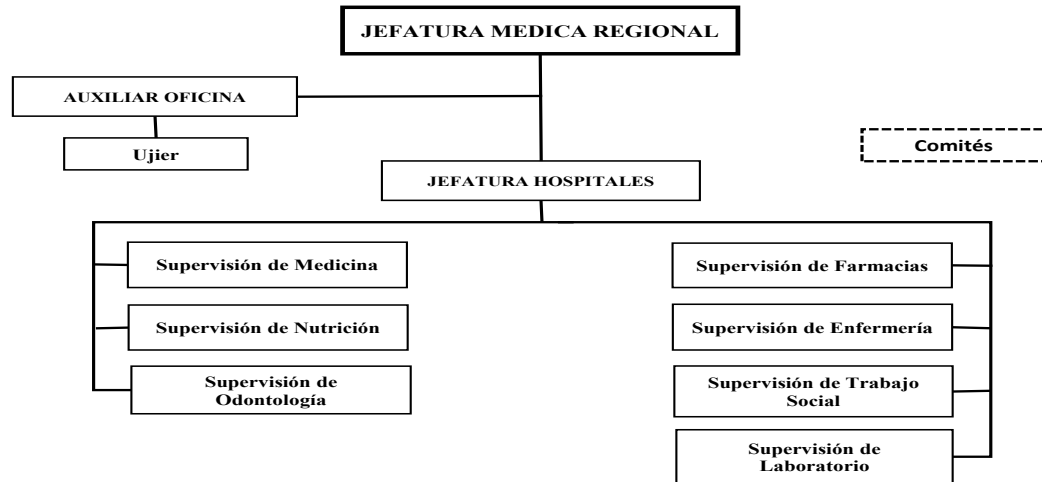 JEFATURA MEDICA REGIONAL
AUXILIAR OFICINA
Ujier
Comités
JEFATURA HOSPITALES
Supervisión de Medicina
Supervisión de Nutrición
Supervisión de
Odontología
Supervisión de Farmacias
Supervisión de Enfermería
Supervisión de Trabajo
Social
Supervisión de
Laboratorio